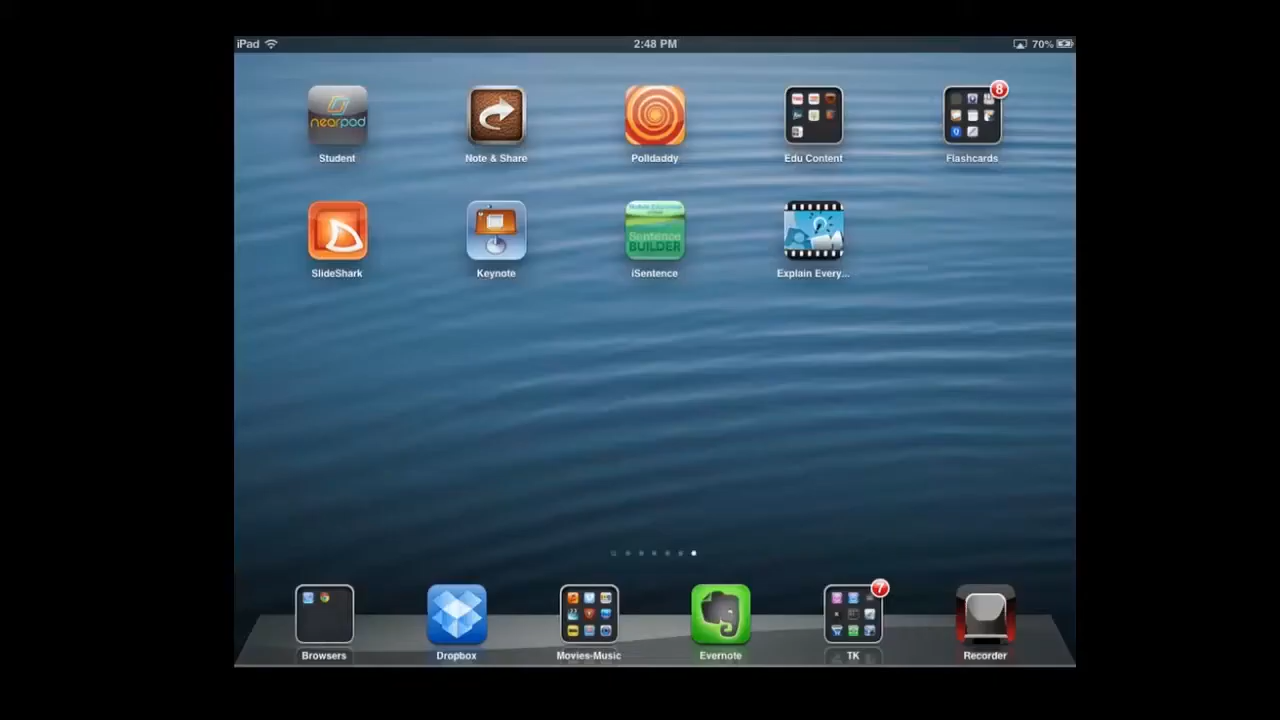 iPad 2:48 PM 70%
nearpod
8
Student Note & Share Polldaddy Edu Content Flashcards
Sentence
BUILDER
SlideShark Keynote iSentence Explain Every...
7
Browsers Dropbox Movies-Music Evernote TK Recorder